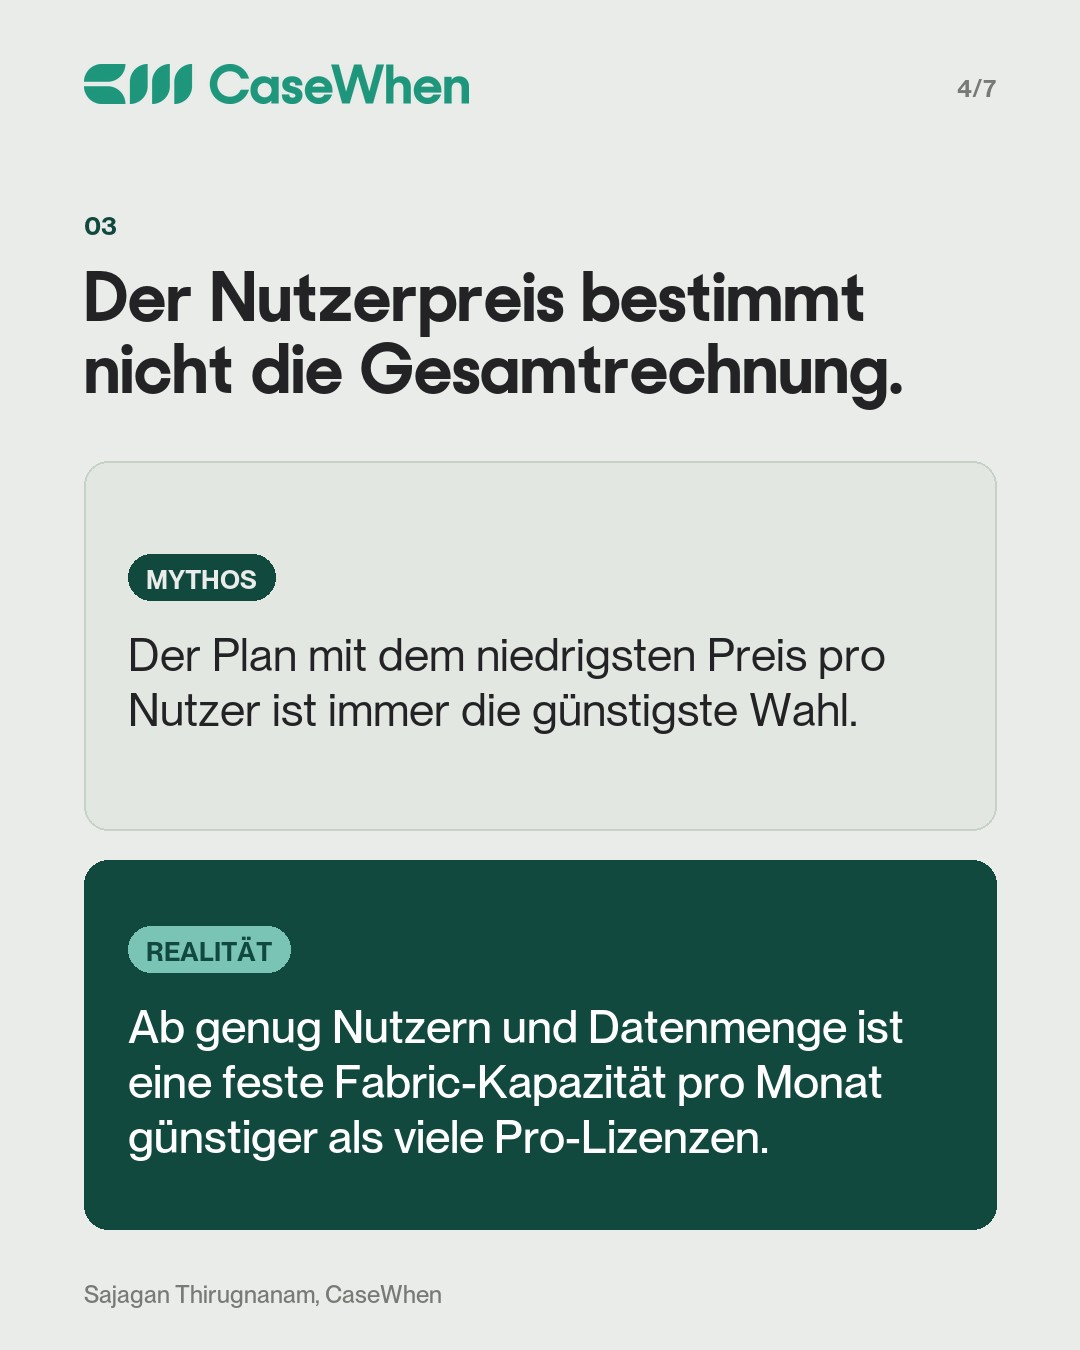 CaseWhen
4/7
03
Der Nutzerpreis bestimmt
nicht die Gesamtrechnung.
MYTHOS
Der Plan mit dem niedrigsten Preis pro
Nutzer ist immer die günstigste Wahl.
REALITÄT
Ab genug Nutzern und Datenmenge ist
eine feste Fabric-Kapazität pro Monat
günstiger als viele Pro-Lizenzen.
Sajagan Thirugnanam, CaseWhen